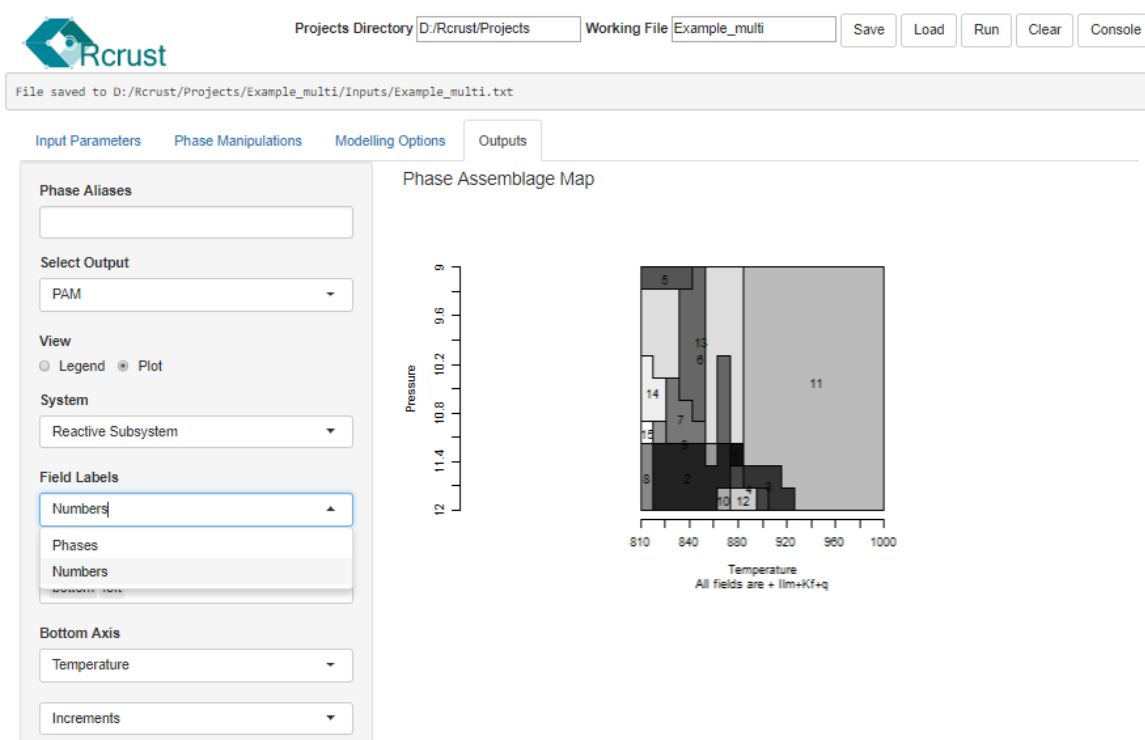 Rcrust
Projects Directory D:/Rcrust/Projects Working File Example_multi Save Load Run Clear Console
File saved to D:/Rcrust/Projects/Example_multi/Inputs/Example_multi.txt
Input Parameters Phase Manipulations Modelling Options Outputs
Phase Aliases
Select Output
PAM
View
Legend Plot
System
Reactive Subsystem
Field Labels
Numbers
Phases
Numbers
Bottom Axis
Temperature
Increments
Phase Assemblage Map
Pressure
9
9.6
10.2
10.8
11.4
12
5
13
6
11
14
7
15
8
2
4
10
12
810 840 880 920 960 1000
Temperature
All fields are + Ilm+Kf+q